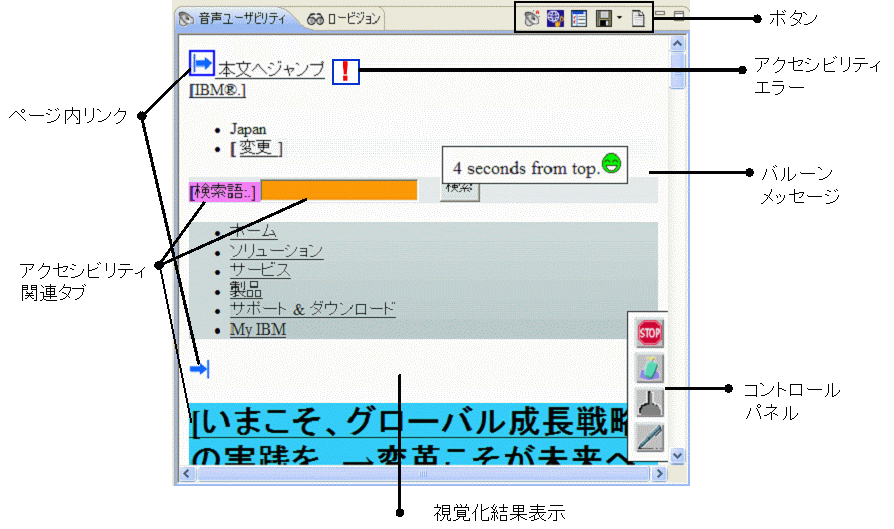 音声ユーザビリティ ロービジョン
ボタン
本文へジャンプ !
アクセシビリティ
エラー
[IBM®.]
ページ内リンク
• Japan
• [ 変更 ]
4 seconds from top.
バルーン
メッセージ
[検索語:.] 検索
アクセシビリティ
関連タブ
• ホーム
• ソリューション
• サービス
• 製品
• サポート & ダウンロード
• My IBM
STOP
コントロール
パネル
[いまこそ、グローバル成長戦略
の実践を。→変革こそが未来へ
視覚化結果表示